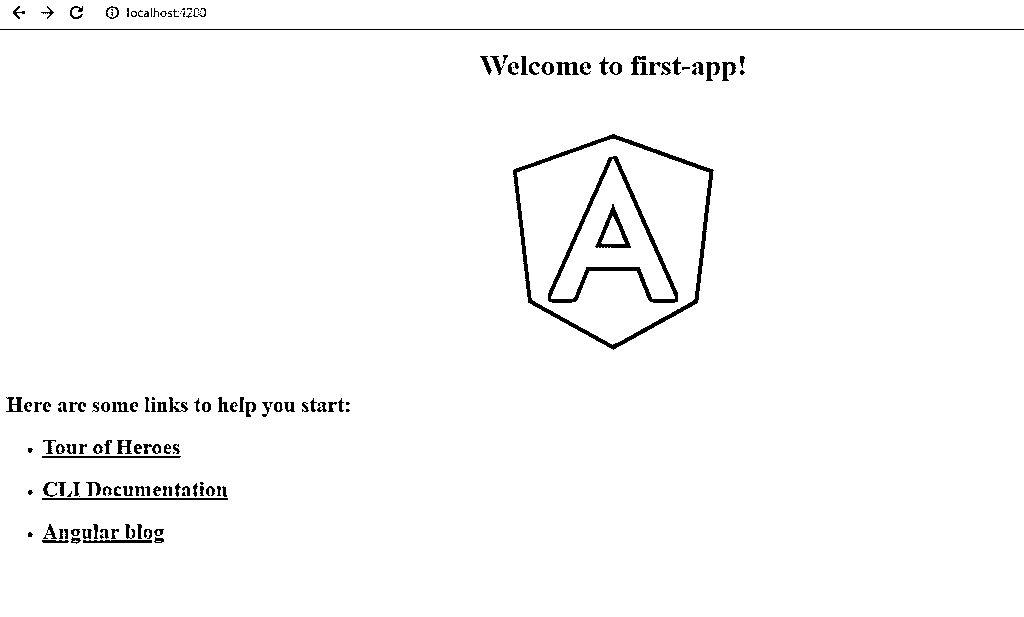 localhost:4200
Welcome to first-app!
A
Here are some links to help you start:
Tour of Heroes
CLI Documentation
Angular blog